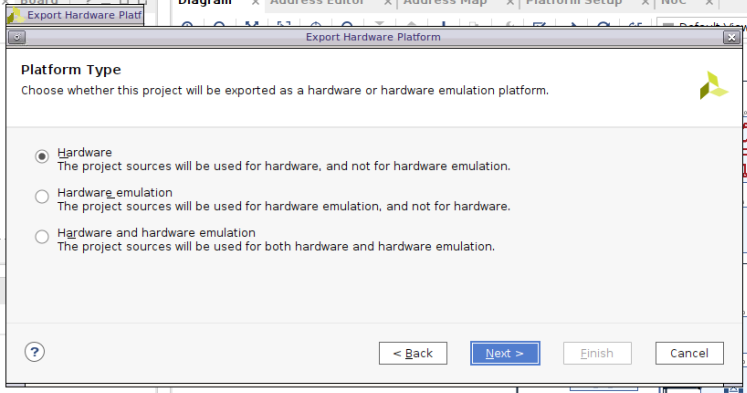 Board ? _
Diagram × Address Editor × Address Map × Platform Setup × NoC ×
Export Hardware Platf
Default View
Export Hardware Platform
Platform Type
Choose whether this project will be exported as a hardware or hardware emulation platform.
Hardware
The project sources will be used for hardware, and not for hardware emulation.
Hardware emulation
The project sources will be used for hardware emulation, and not for hardware.
Hardware and hardware emulation
The project sources will be used for both hardware and hardware emulation.
? < Back Next > Finish Cancel